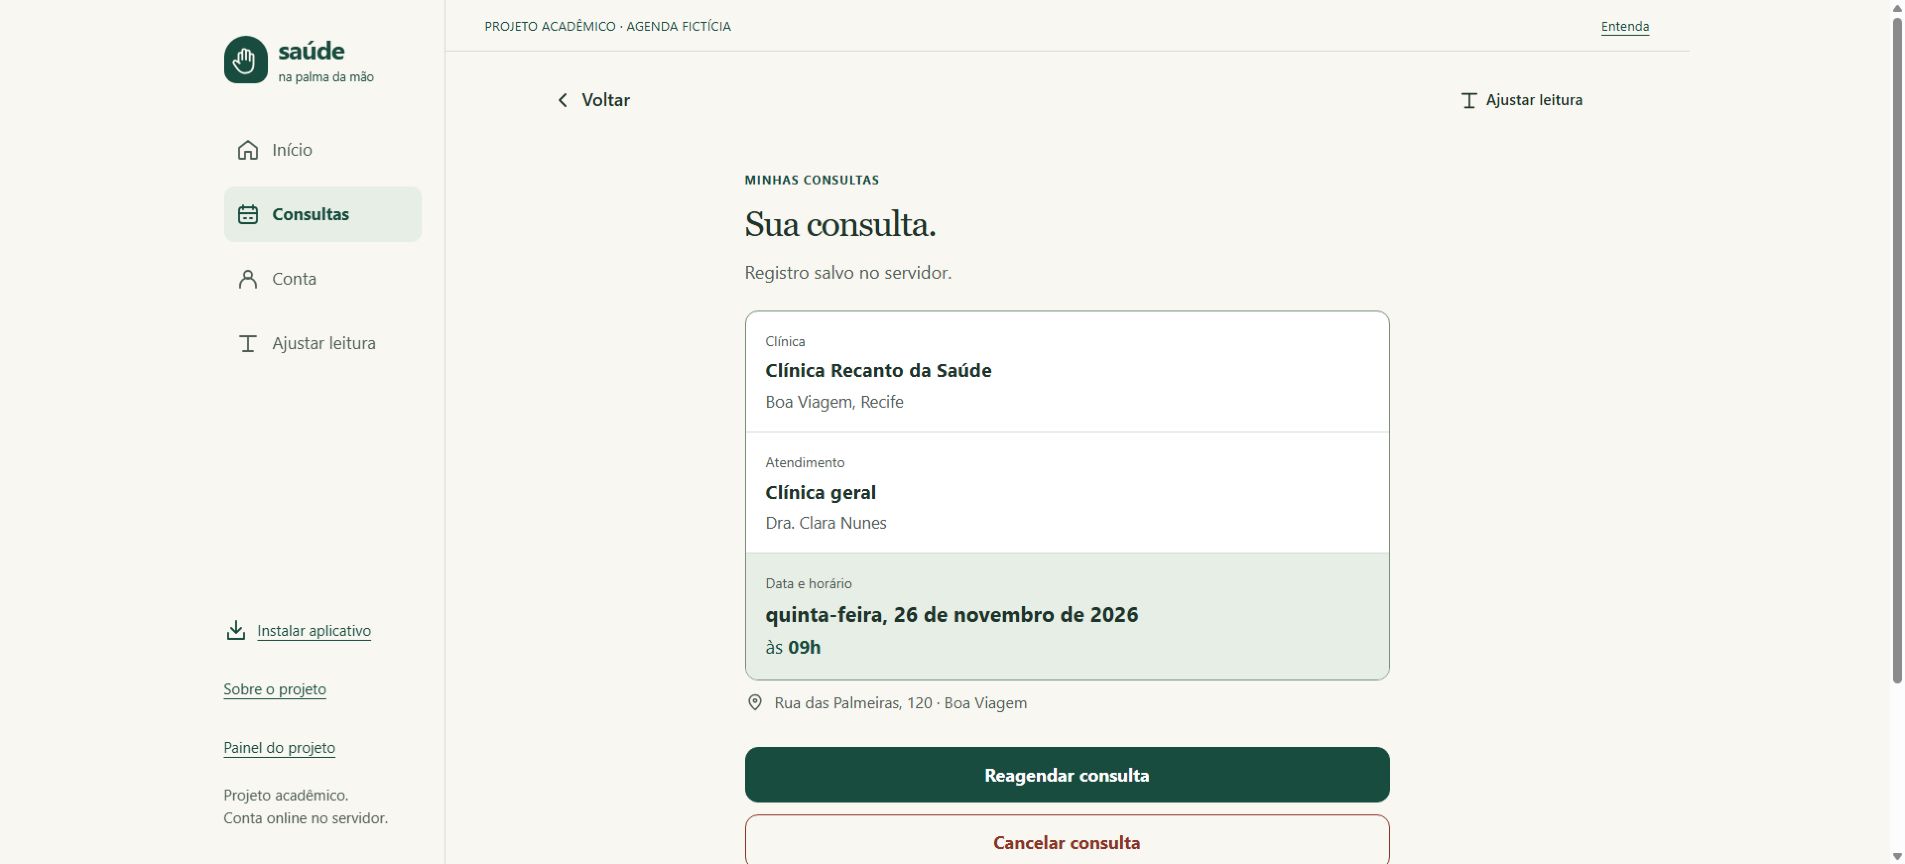 saúde
na palma da mão
Início
Consultas
Conta
Ajustar leitura
Instalar aplicativo
Sobre o projeto
Painel do projeto
Projeto acadêmico.
Conta online no servidor.
PROJETO ACADÊMICO · AGENDA FICTÍCIA
Entenda
Voltar
Ajustar leitura
MINHAS CONSULTAS
Sua consulta.
Registro salvo no servidor.
Clínica
Clínica Recanto da Saúde
Boa Viagem, Recife
Atendimento
Clínica geral
Dra. Clara Nunes
Data e horário
quinta-feira, 26 de novembro de 2026
às 09h
Rua das Palmeiras, 120 · Boa Viagem
Reagendar consulta
Cancelar consulta